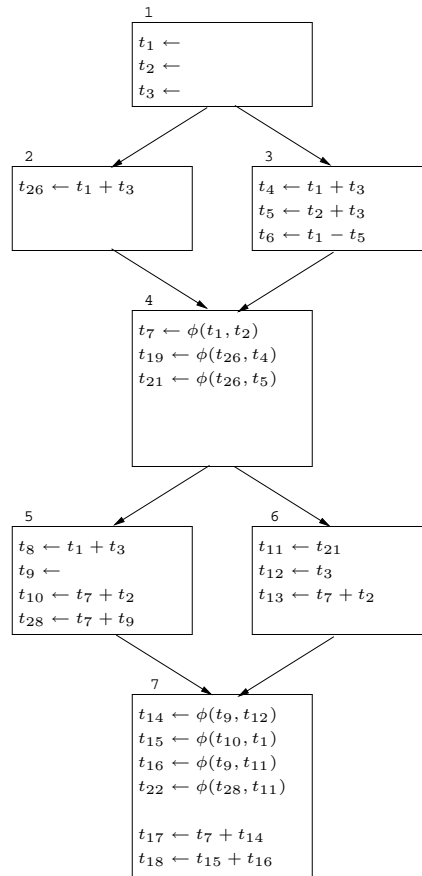 1
t₁ ←
t₂ ←
t₃ ←
2
t₂₆ ← t₁ + t₃
3
t₄ ← t₁ + t₃
t₅ ← t₂ + t₃
t₆ ← t₁ − t₅
4
t₇ ← ϕ(t₁, t₂)
t₁₉ ← ϕ(t₂₆, t₄)
t₂₁ ← ϕ(t₂₆, t₅)
5
t₈ ← t₁ + t₃
t₉ ←
t₁₀ ← t₇ + t₂
t₂₈ ← t₇ + t₉
6
t₁₁ ← t₂₁
t₁₂ ← t₃
t₁₃ ← t₇ + t₂
7
t₁₄ ← ϕ(t₉, t₁₂)
t₁₅ ← ϕ(t₁₀, t₁)
t₁₆ ← ϕ(t₉, t₁₁)
t₂₂ ← ϕ(t₂₈, t₁₁)
t₁₇ ← t₇ + t₁₄
t₁₈ ← t₁₅ + t₁₆